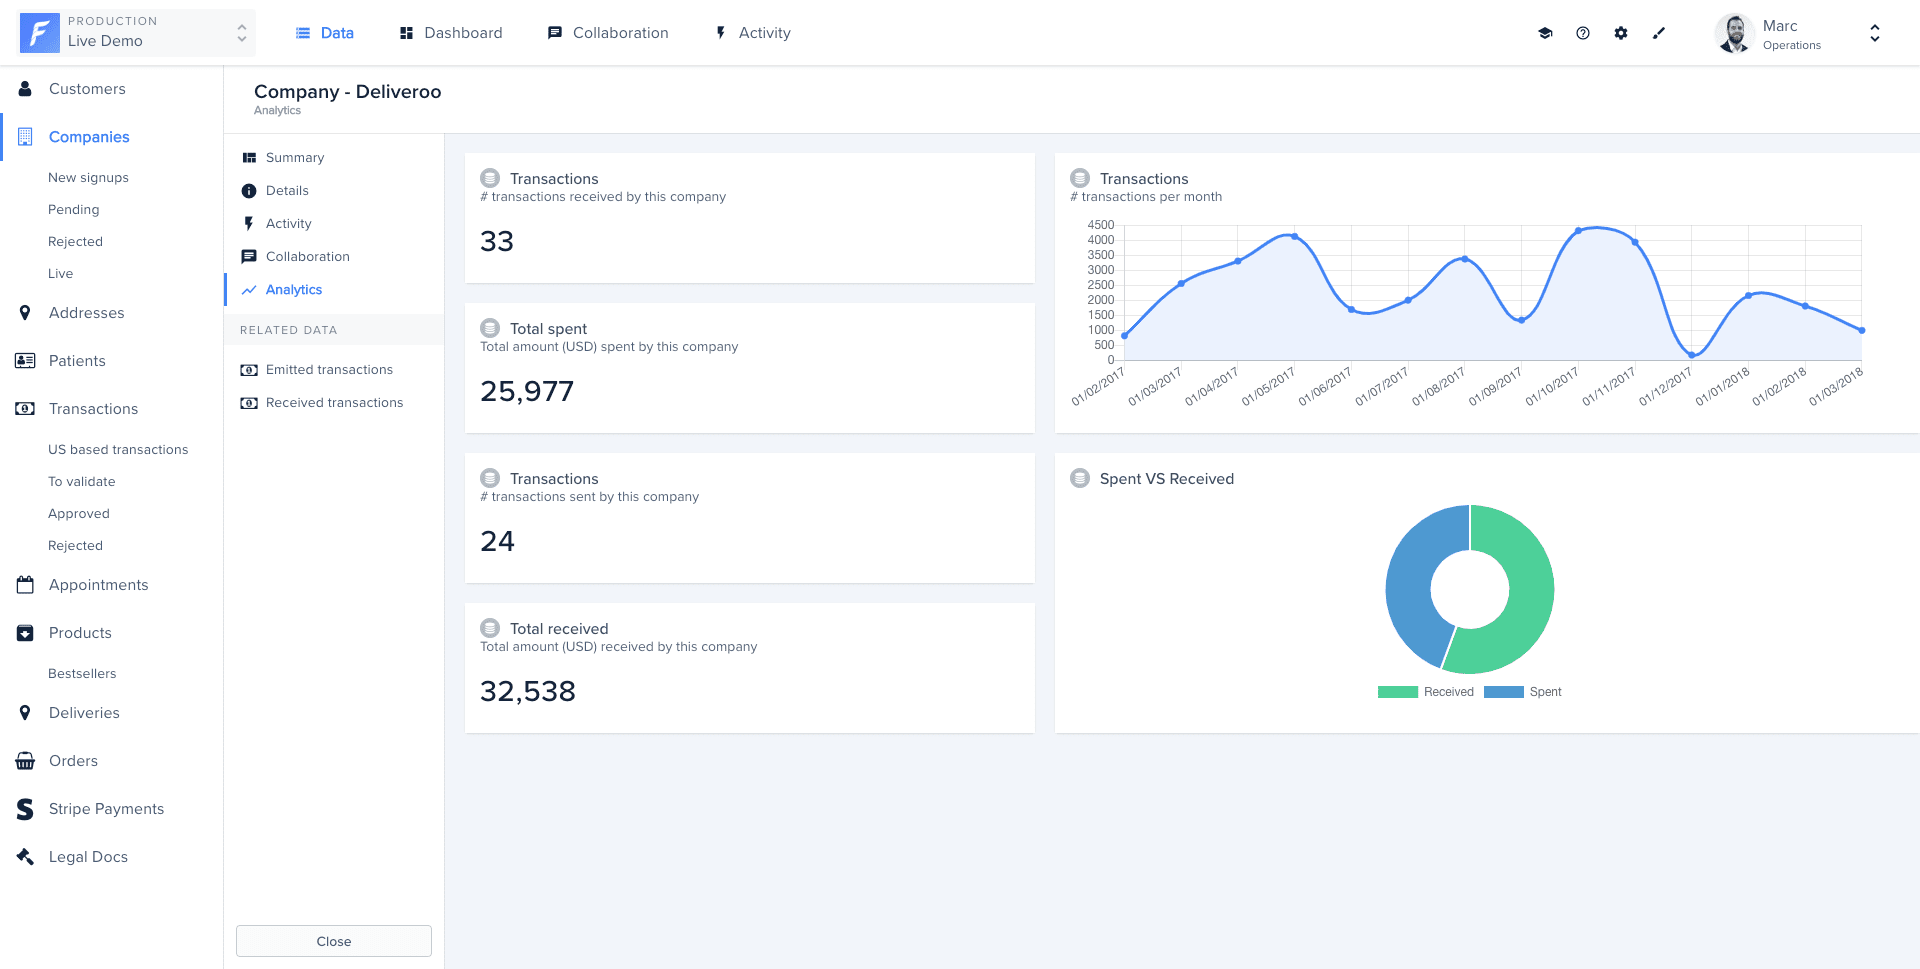 PRODUCTION
Live Demo
Data
Dashboard
Collaboration
Activity
Marc
Operations
Customers
Companies
New signups
Pending
Rejected
Live
Addresses
Patients
Transactions
US based transactions
To validate
Approved
Rejected
Appointments
Products
Bestsellers
Deliveries
Orders
Stripe Payments
Legal Docs
Company - Deliveroo
Analytics
Summary
Details
Activity
Collaboration
Analytics
RELATED DATA
Emitted transactions
Received transactions
Close
Transactions
# transactions received by this company
33
Total spent
Total amount (USD) spent by this company
25,977
Transactions
# transactions sent by this company
24
Total received
Total amount (USD) received by this company
32,538
Transactions
# transactions per month
4500
4000
3500
3000
2500
2000
1500
1000
500
0
01/02/2017
01/03/2017
01/04/2017
01/05/2017
01/06/2017
01/07/2017
01/08/2017
01/09/2017
01/10/2017
01/11/2017
01/12/2017
01/01/2018
01/02/2018
01/03/2018
Spent VS Received
Received
Spent